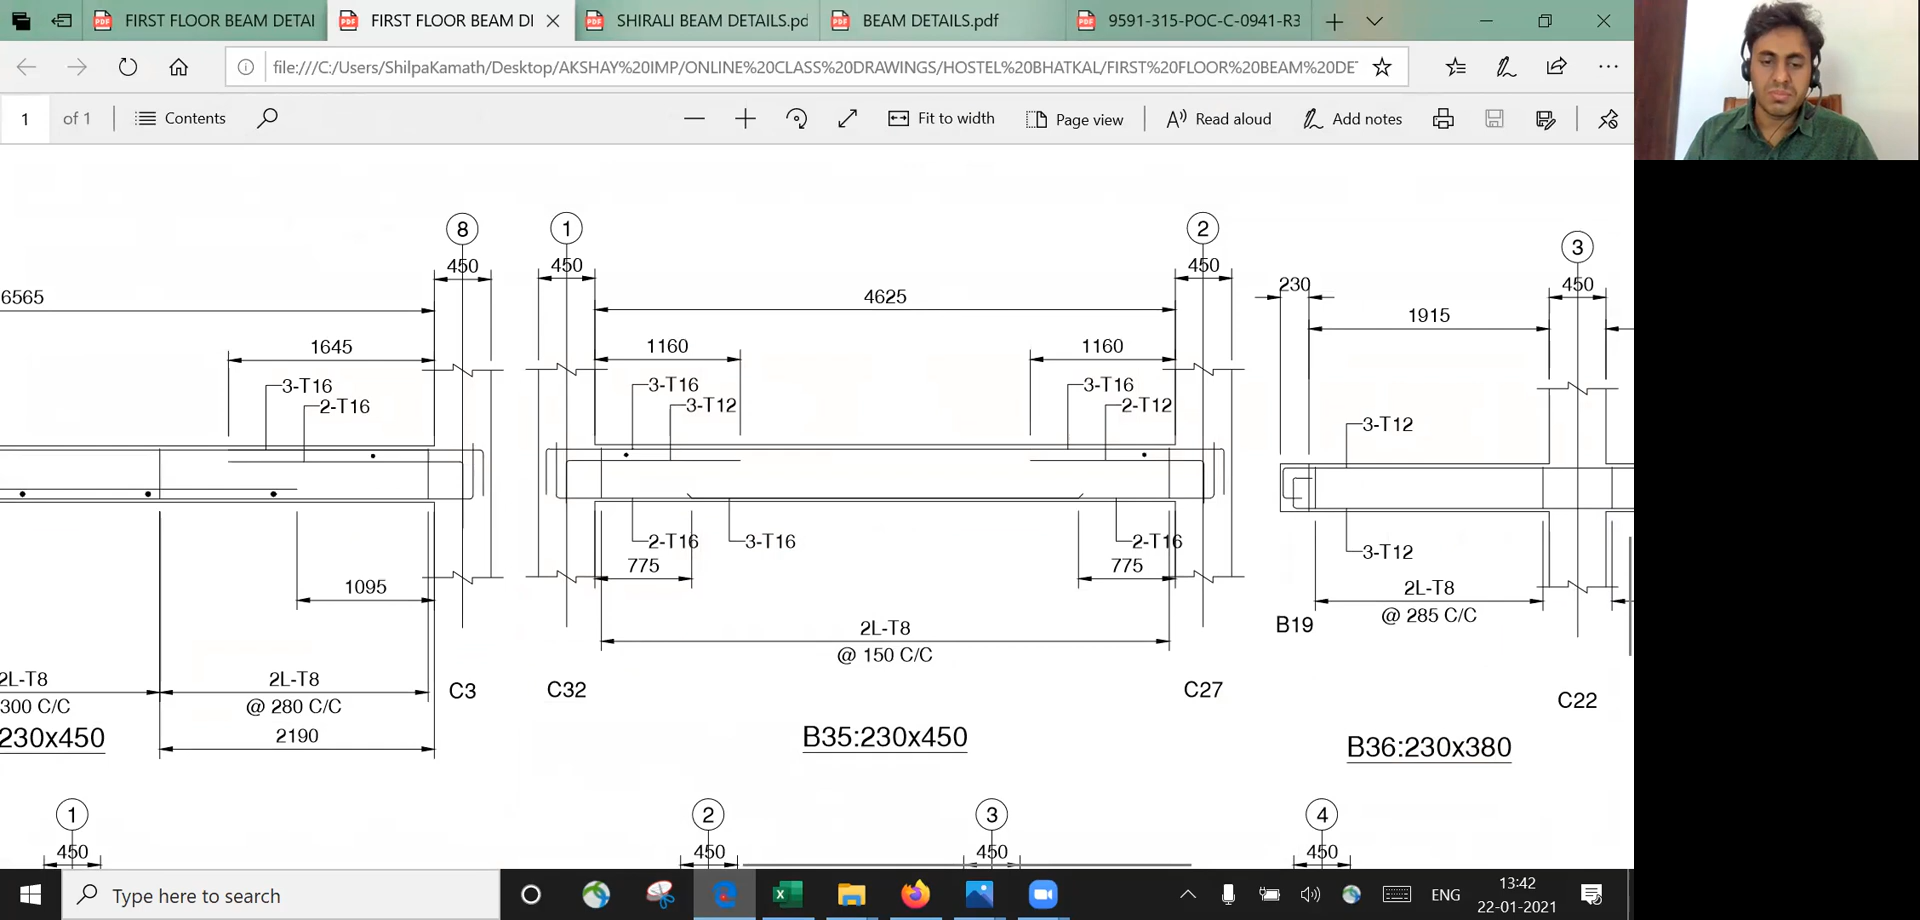 FIRST FLOOR BEAM DETAI
FIRST FLOOR BEAM DI
SHIRALI BEAM DETAILS.pd
BEAM DETAILS.pdf
9591-315-POC-C-0941-R3
file:///C:/Users/ShilpaKamath/Desktop/AKSHAY%20IMP/ONLINE%20CLASS%20DRAWINGS/HOSTEL%20BHATKAL/FIRST%20FLOOR%20BEAM%20DET
1 of 1
Contents
Fit to width
Page view
Read aloud
Add notes
8
450
6565
1645
3-T16
2-T16
1095
2L-T8
300 C/C
2L-T8
@ 280 C/C
2190
C3
230x450
1
450
2
450
4625
1160
1160
3-T16
3-T12
3-T16
2-T12
2-T16
3-T16
2-T16
775
775
2L-T8
@ 150 C/C
C32
C27
B35:230x450
3
230
450
1915
3-T12
3-T12
2L-T8
@ 285 C/C
B19
C22
B36:230x380
1
450
2
450
3
450
4
450
Type here to search
ENG
13:42
22-01-2021